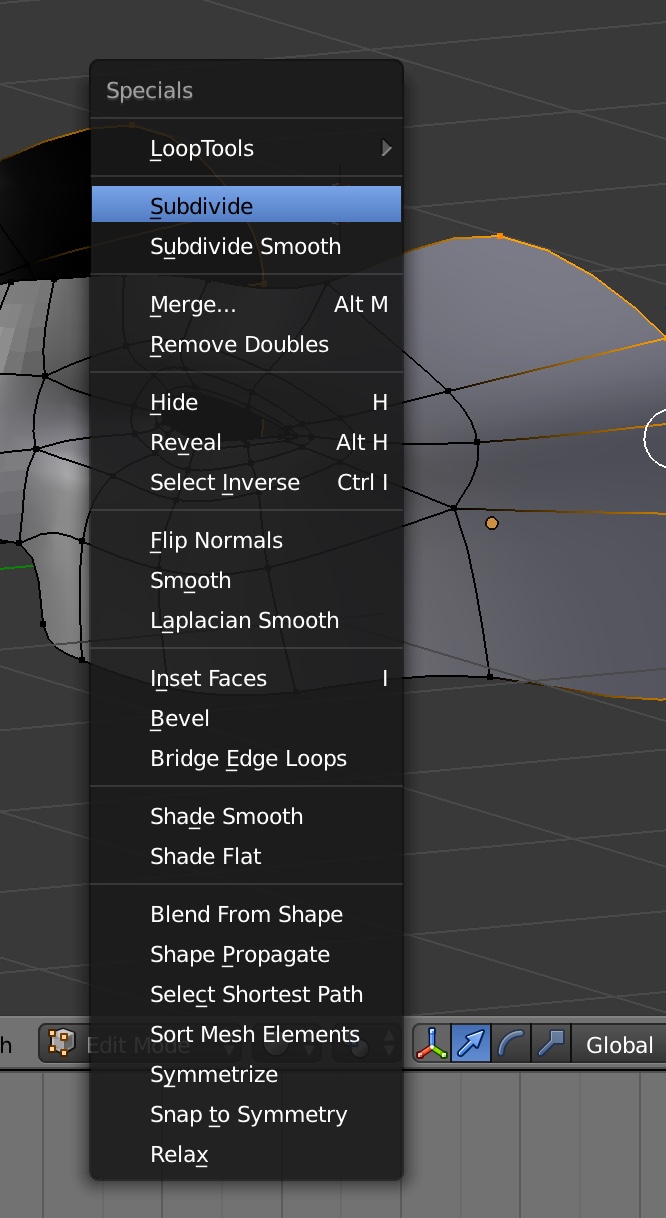 Specials
LoopTools
Subdivide
Subdivide Smooth
Merge... Alt M
Remove Doubles
Hide H
Reveal Alt H
Select Inverse Ctrl I
Flip Normals
Smooth
Laplacian Smooth
Inset Faces I
Bevel
Bridge Edge Loops
Shade Smooth
Shade Flat
Blend From Shape
Shape Propagate
Select Shortest Path
Sort Mesh Elements
h Edit Mode Global
Symmetrize
Snap to Symmetry
Relax